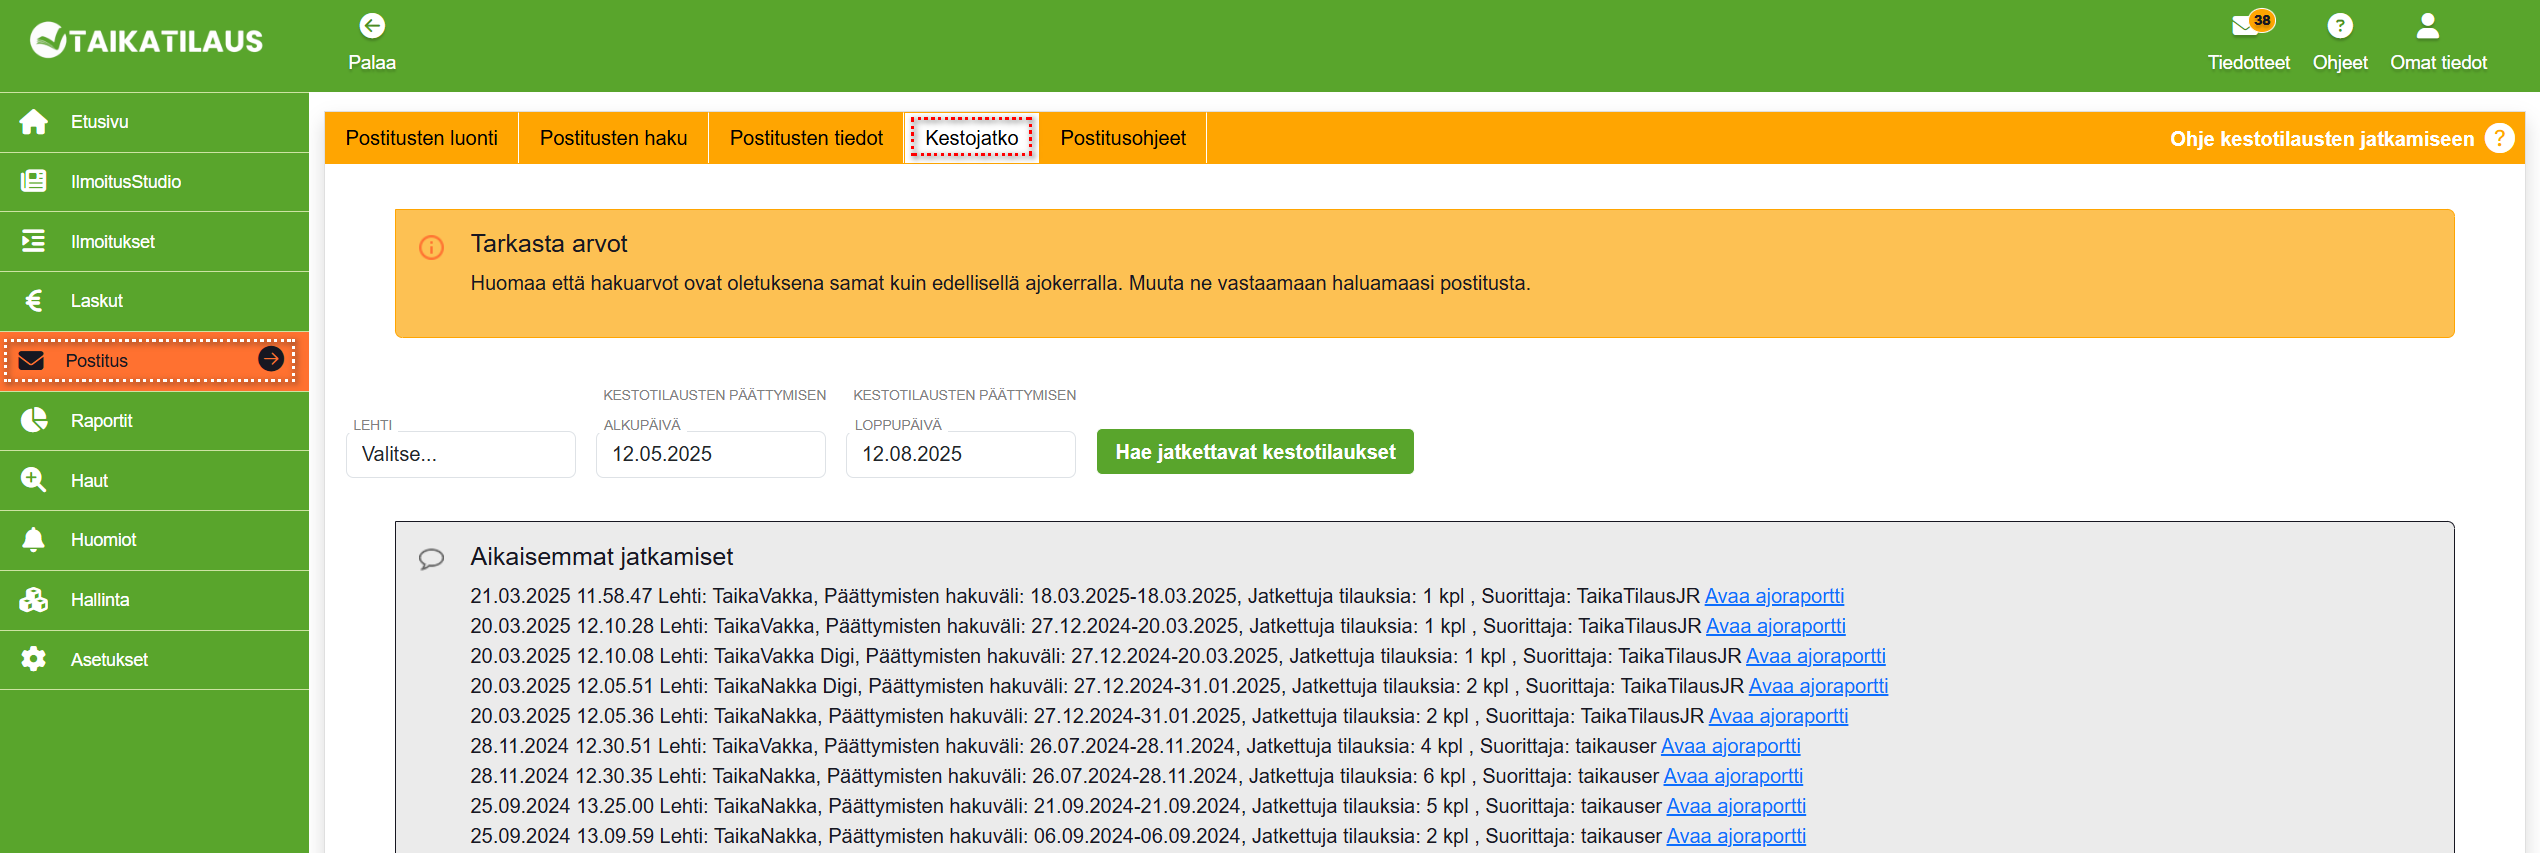 TAIKATILAUS
Palaa
38
Tiedotteet
Ohjeet
Omat tiedot
Etusivu
IlmoitusStudio
Ilmoitukset
Laskut
Postitus
Raportit
Haut
Huomiot
Hallinta
Asetukset
Postitusten luonti
Postitusten haku
Postitusten tiedot
Kestojatko
Postitusohjeet
Ohje kestotilausten jatkamiseen ?
Tarkasta arvot
Huomaa että hakuarvot ovat oletuksena samat kuin edellisellä ajokerralla. Muuta ne vastaamaan haluamaasi postitusta.
LEHTI
Valitse...
KESTOTILAUSTEN PÄÄTTYMISEN
ALKUPÄIVÄ
12.05.2025
KESTOTILAUSTEN PÄÄTTYMISEN
LOPPUPÄIVÄ
12.08.2025
Hae jatkettavat kestotilaukset
Aikaisemmat jatkamiset
21.03.2025 11.58.47 Lehti: TaikaVakka, Päättymisten hakuväli: 18.03.2025-18.03.2025, Jatkettuja tilauksia: 1 kpl , Suorittaja: TaikaTilausJR Avaa ajoraportti
20.03.2025 12.10.28 Lehti: TaikaVakka, Päättymisten hakuväli: 27.12.2024-20.03.2025, Jatkettuja tilauksia: 1 kpl , Suorittaja: TaikaTilausJR Avaa ajoraportti
20.03.2025 12.10.08 Lehti: TaikaVakka Digi, Päättymisten hakuväli: 27.12.2024-20.03.2025, Jatkettuja tilauksia: 1 kpl , Suorittaja: TaikaTilausJR Avaa ajoraportti
20.03.2025 12.05.51 Lehti: TaikaNakka Digi, Päättymisten hakuväli: 27.12.2024-31.01.2025, Jatkettuja tilauksia: 2 kpl , Suorittaja: TaikaTilausJR Avaa ajoraportti
20.03.2025 12.05.36 Lehti: TaikaNakka, Päättymisten hakuväli: 27.12.2024-31.01.2025, Jatkettuja tilauksia: 2 kpl , Suorittaja: TaikaTilausJR Avaa ajoraportti
28.11.2024 12.30.51 Lehti: TaikaVakka, Päättymisten hakuväli: 26.07.2024-28.11.2024, Jatkettuja tilauksia: 4 kpl , Suorittaja: taikauser Avaa ajoraportti
28.11.2024 12.30.35 Lehti: TaikaNakka, Päättymisten hakuväli: 26.07.2024-28.11.2024, Jatkettuja tilauksia: 6 kpl , Suorittaja: taikauser Avaa ajoraportti
25.09.2024 13.25.00 Lehti: TaikaNakka, Päättymisten hakuväli: 21.09.2024-21.09.2024, Jatkettuja tilauksia: 5 kpl , Suorittaja: taikauser Avaa ajoraportti
25.09.2024 13.09.59 Lehti: TaikaNakka, Päättymisten hakuväli: 06.09.2024-06.09.2024, Jatkettuja tilauksia: 2 kpl , Suorittaja: taikauser Avaa ajoraportti